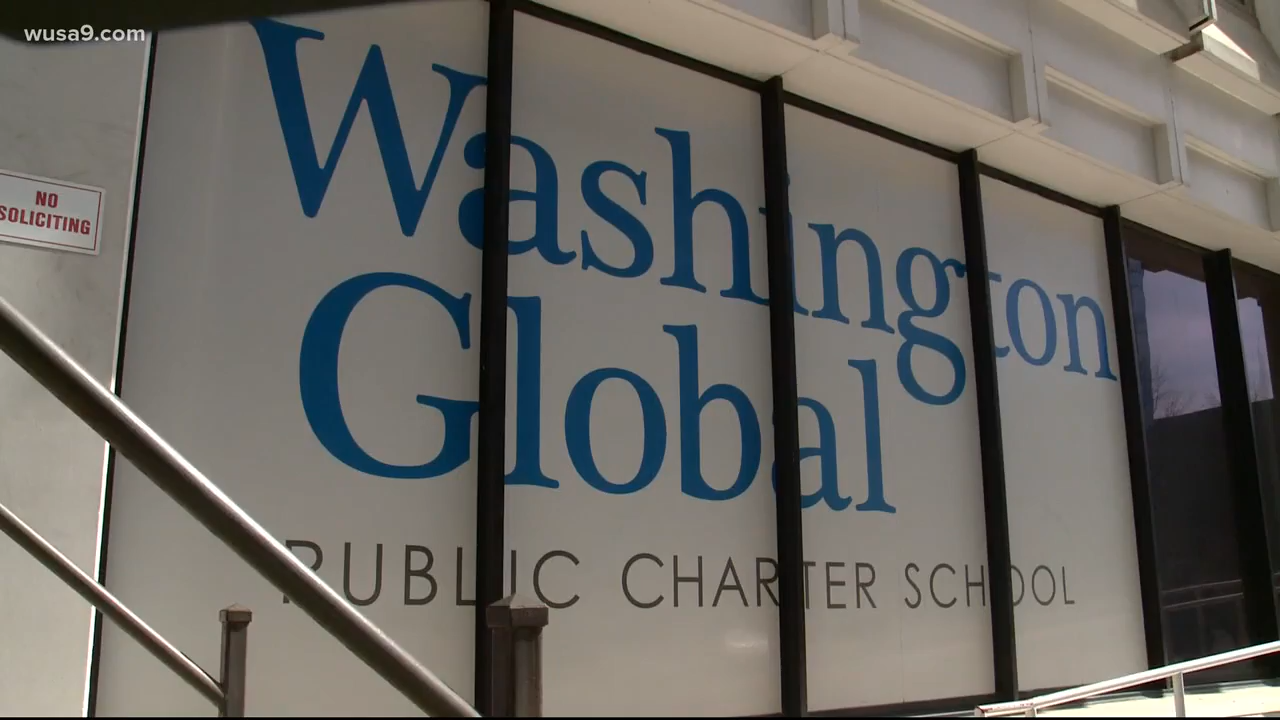 wusa9.com
NO
SOLICITING
Washington
Global
PUBLIC CHARTER SCHOOL